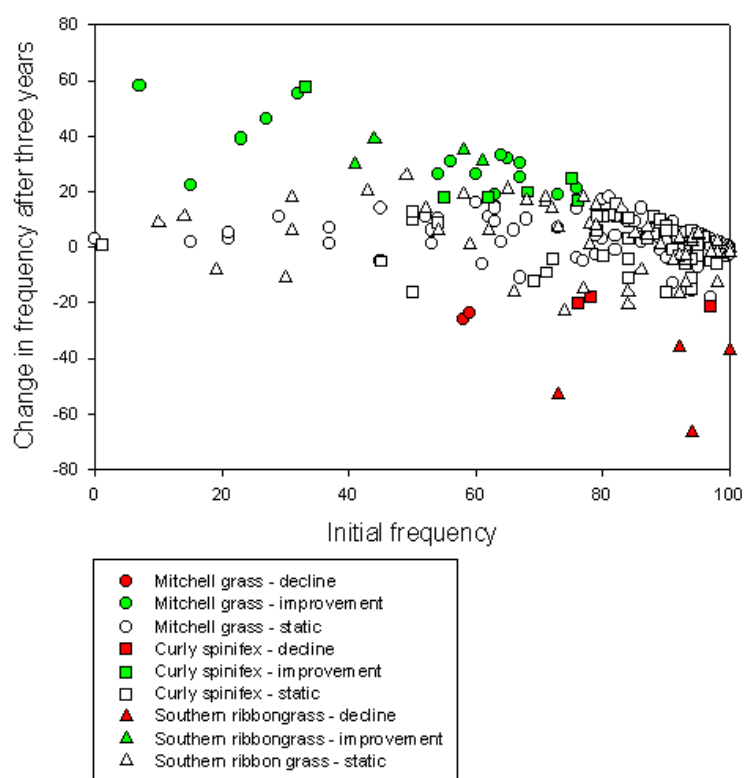 Change in frequency after three years
80
60
40
20
0
-20
-40
-60
-80
0 20 40 60 80 100
Initial frequency
Mitchell grass - decline
Mitchell grass - improvement
Mitchell grass - static
Curly spinifex - decline
Curly spinifex - improvement
Curly spinifex - static
Southern ribbongrass - decline
Southern ribbongrass - improvement
Southern ribbon grass - static